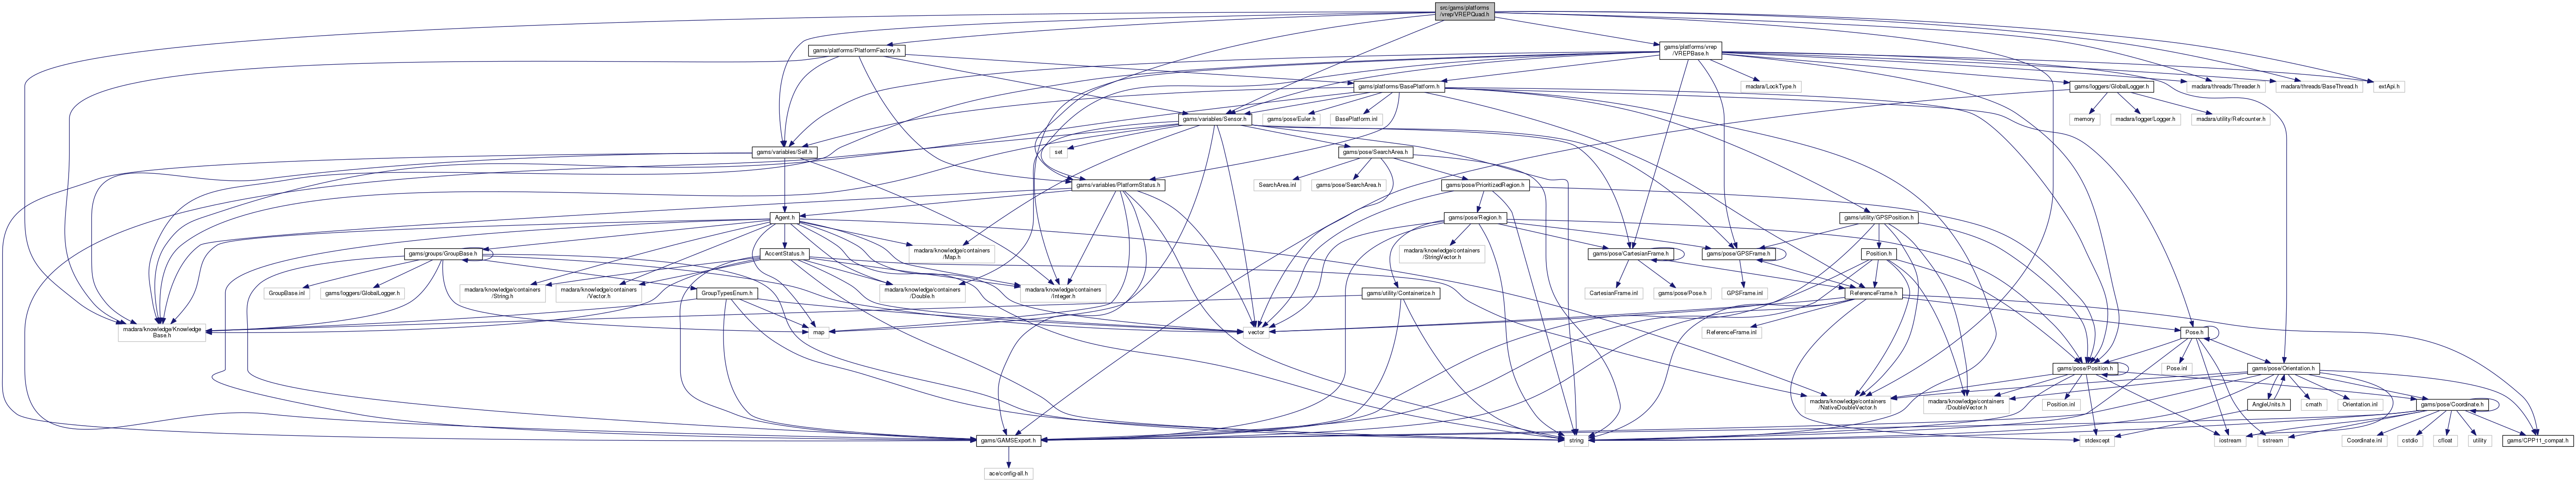 src/gams/platforms
/vrep/VREPQuad.h
gams/platforms/PlatformFactory.h
gams/platforms/vrep
/VREPBase.h
gams/platforms/BasePlatform.h
madara/LockType.h
gams/loggers/GlobalLogger.h
madara/threads/Threader.h
madara/threads/BaseThread.h
extApi.h
gams/variables/Sensor.h
gams/pose/Euler.h
BasePlatform.inl
memory
madara/logger/Logger.h
madara/utility/Refcounter.h
gams/variables/Self.h
set
gams/pose/SearchArea.h
gams/variables/PlatformStatus.h
SearchArea.inl
gams/pose/SearchArea.h
gams/pose/PrioritizedRegion.h
Agent.h
gams/pose/Region.h
gams/utility/GPSPosition.h
gams/groups/GroupBase.h
AccentStatus.h
madara/knowledge/containers
/Map.h
madara/knowledge/containers
/StringVector.h
gams/pose/CartesianFrame.h
gams/pose/GPSFrame.h
Position.h
GroupBase.inl
gams/loggers/GlobalLogger.h
madara/knowledge/containers
/String.h
madara/knowledge/containers
/Vector.h
GroupTypesEnum.h
madara/knowledge/containers
/Double.h
madara/knowledge/containers
/Integer.h
gams/utility/Containerize.h
CartesianFrame.inl
gams/pose/Pose.h
GPSFrame.inl
ReferenceFrame.h
madara/knowledge/Knowledge
Base.h
map
vector
ReferenceFrame.inl
Pose.h
gams/pose/Position.h
Pose.inl
gams/pose/Orientation.h
madara/knowledge/containers
/NativeDoubleVector.h
madara/knowledge/containers
/DoubleVector.h
Position.inl
AngleUnits.h
cmath
Orientation.inl
gams/pose/Coordinate.h
gams/GAMSExport.h
string
stdexcept
iostream
sstream
Coordinate.inl
cstdio
cfloat
utility
gams/CPP11_compat.h
ace/config-all.h